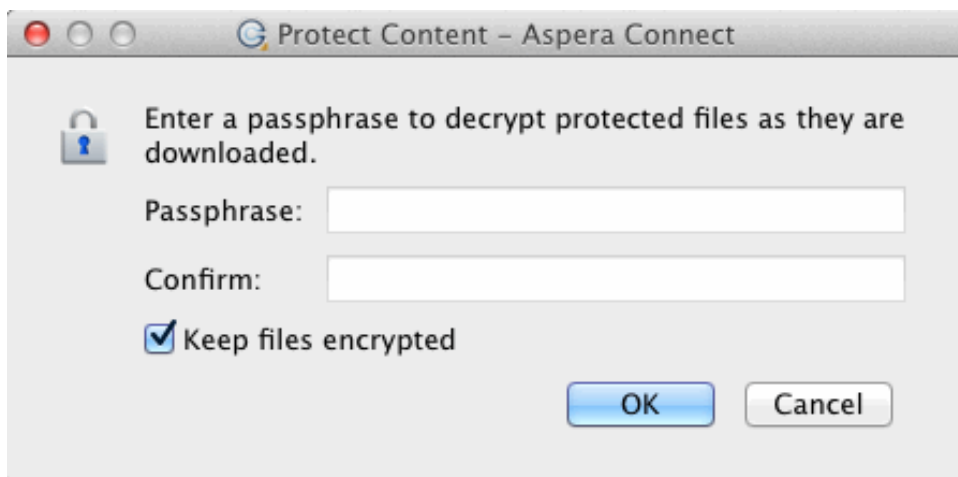 Protect Content – Aspera Connect
Enter a passphrase to decrypt protected files as they are
downloaded.
Passphrase:
Confirm:
Keep files encrypted
OK Cancel